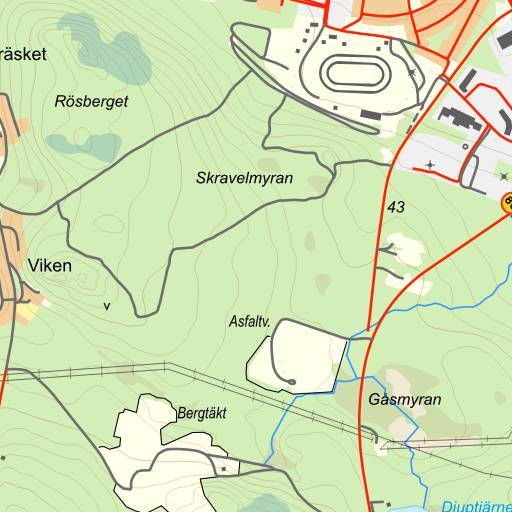 räsket
Rösberget
Skravelmyran
43
Viken
Asfaltv.
Gåsmyran
Bergtäkt
Djuptjärne